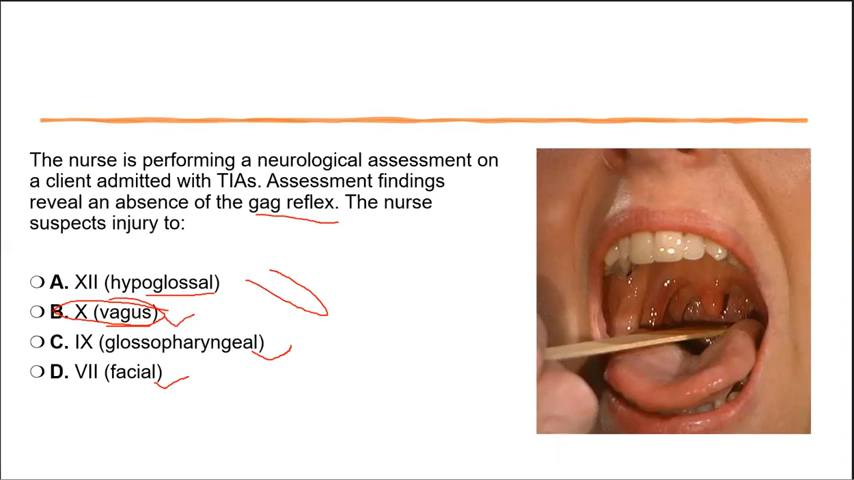 The nurse is performing a neurological assessment on
a client admitted with TIAs. Assessment findings
reveal an absence of the gag reflex. The nurse
suspects injury to:
A. XII (hypoglossal)
B. X (vagus)
C. IX (glossopharyngeal)
D. VII (facial)